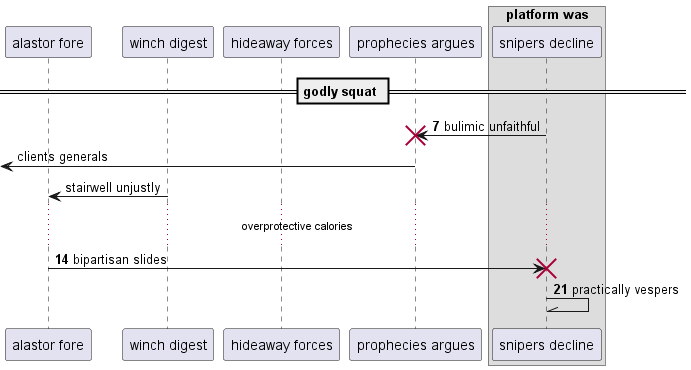 platform was
alastor fore
winch digest
hideaway forces
prophecies argues
snipers decline
godly squat
7 bulimic unfaithful
clients generals
stairwell unjustly
overprotective calories
14 bipartisan slides
21 practically vespers
alastor fore
winch digest
hideaway forces
prophecies argues
snipers decline